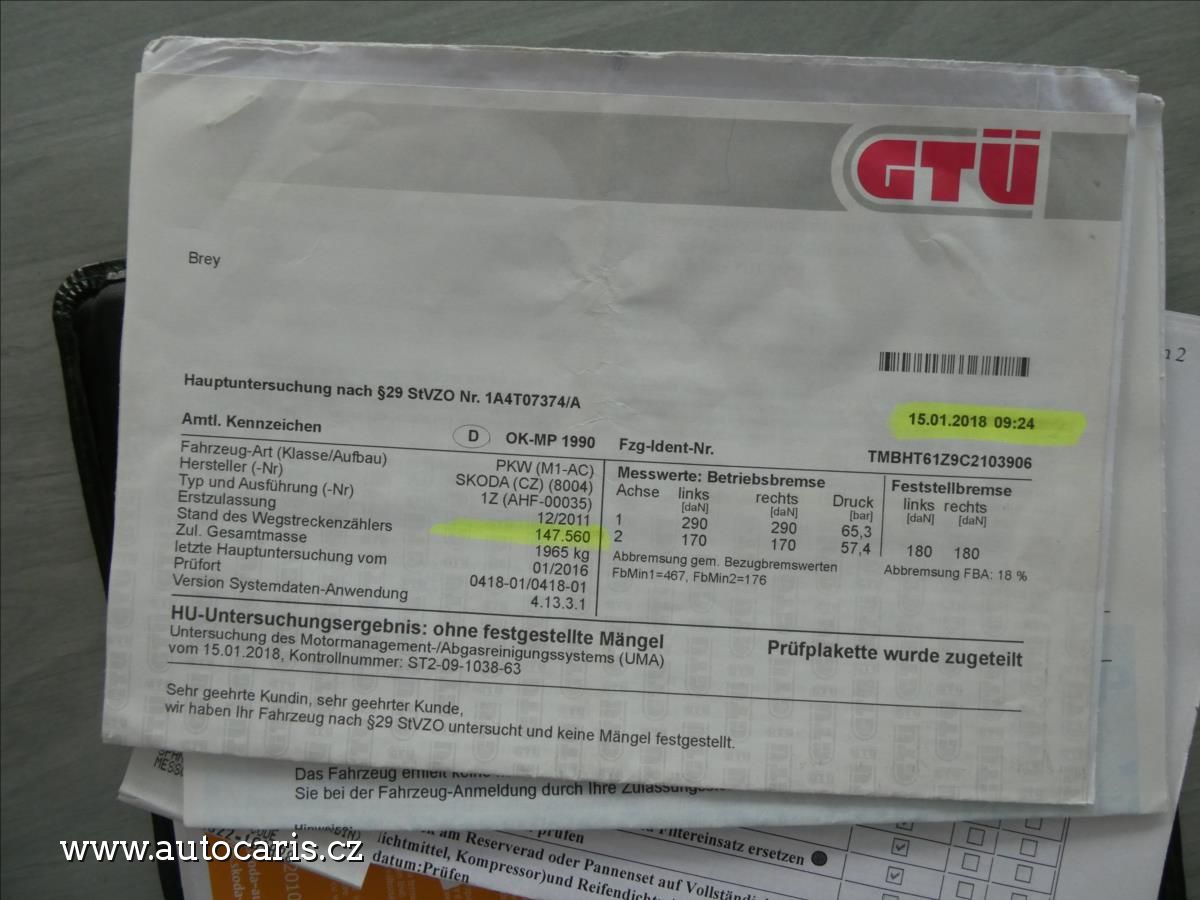 GTÜ
Brey
Hauptuntersuchung nach §29 StVZO Nr. 1A4T07374/A
15.01.2018 09:24
Amtl. Kennzeichen D OK-MP 1990 Fzg-Ident-Nr. TMBHT61Z9C2103906
Fahrzeug-Art (Klasse/Aufbau) PKW (M1-AC)
Hersteller (-Nr) SKODA (CZ) (8004)
Typ und Ausführung (-Nr) 1Z (AHF-00035)
Erstzulassung 12/2011
Stand des Wegstreckenzählers 147.560
Zul. Gesamtmasse 1965 kg
letzte Hauptuntersuchung vom 01/2016
Prüfort 0418-01/0418-01
Version Systemdaten-Anwendung 4.13.3.1
Messwerte: Betriebsbremse
Achse links rechts Druck
[daN] [daN] [bar]
1 290 290 65,3
2 170 170 57,4
Abbremsung gem. Bezugbremswerten
FbMin1=467, FbMin2=176
Feststellbremse
links rechts
[daN] [daN]
180 180
Abbremsung FBA: 18 %
HU-Untersuchungsergebnis: ohne festgestellte Mängel Prüfplakette wurde zugeteilt
Untersuchung des Motormanagement-/Abgasreinigungssystems (UMA)
vom 15.01.2018, Kontrollnummer: ST2-09-1038-63
Sehr geehrte Kundin, sehr geehrter Kunde,
wir haben Ihr Fahrzeug nach §29 StVZO untersucht und keine Mängel festgestellt.
Das Fahrzeug erhielt
Sie bei der Fahrzeug-Anmeldung durch Ihre
prüfen Filtereinsatz ersetzen
am Reserverad oder Pannenset auf
Kompressor)und
datum:Prüfen
www.autocaris.cz